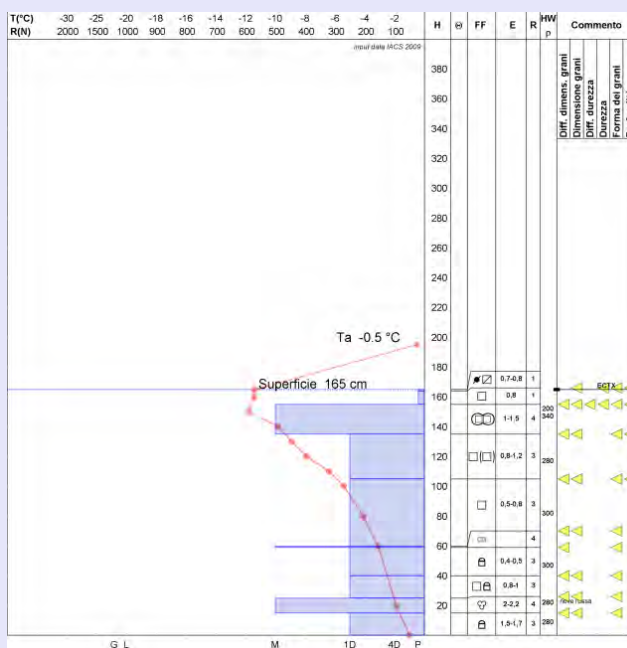 T(°C) -30 -25 -20 -18 -16 -14 -12 -10 -8 -6 -4 -2 H FF E R HW Commento
R(N) 2000 1500 1000 900 800 700 600 500 400 300 200 100 P
input data IACS 2009
Diff. dimens. grani
Dimensione grani
Diff. durezza
Durezza
Forma dei grani
380
360
340
320
300
280
260
240
220
200
Ta -0.5 °C
180
0,7-0,8 1
Superficie 165 cm
ECTX
160 0,8 1
200
340
140 1-1,5 4
120 0,8-1,2 3 280
100
80 0,5-0,8 3 300
60 4
0,4-0,5 3 300
40 0,8-1 3
20 2-2,2 4 260 neve rossa
1,5-1,7 3 280
G L M 1D 4D P